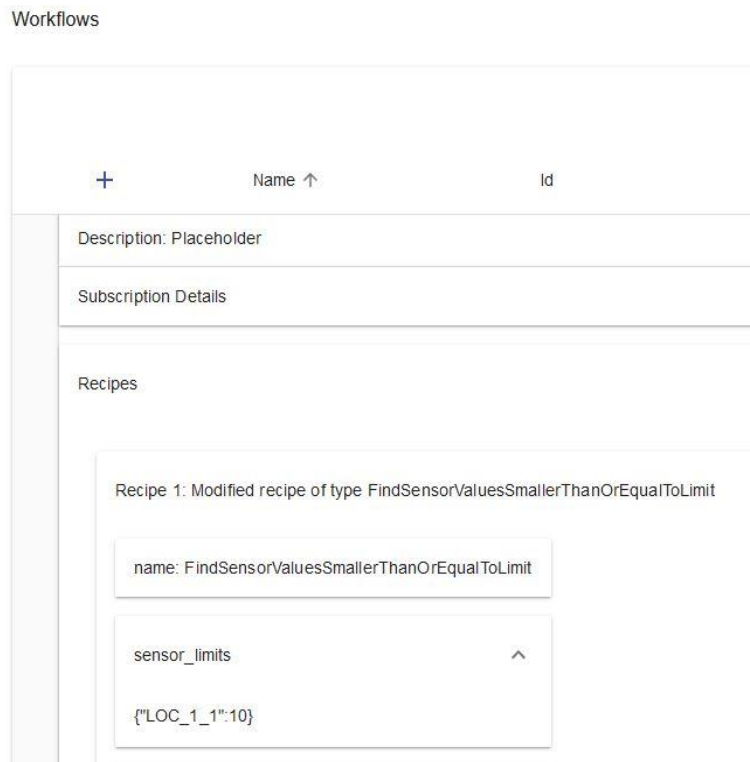 Workflows
Name Id
Description: Placeholder
Subscription Details
Recipes
Recipe 1: Modified recipe of type FindSensorValuesSmallerThanOrEqualToLimit
name: FindSensorValuesSmallerThanOrEqualToLimit
sensor_limits
{"LOC_1_1":10}